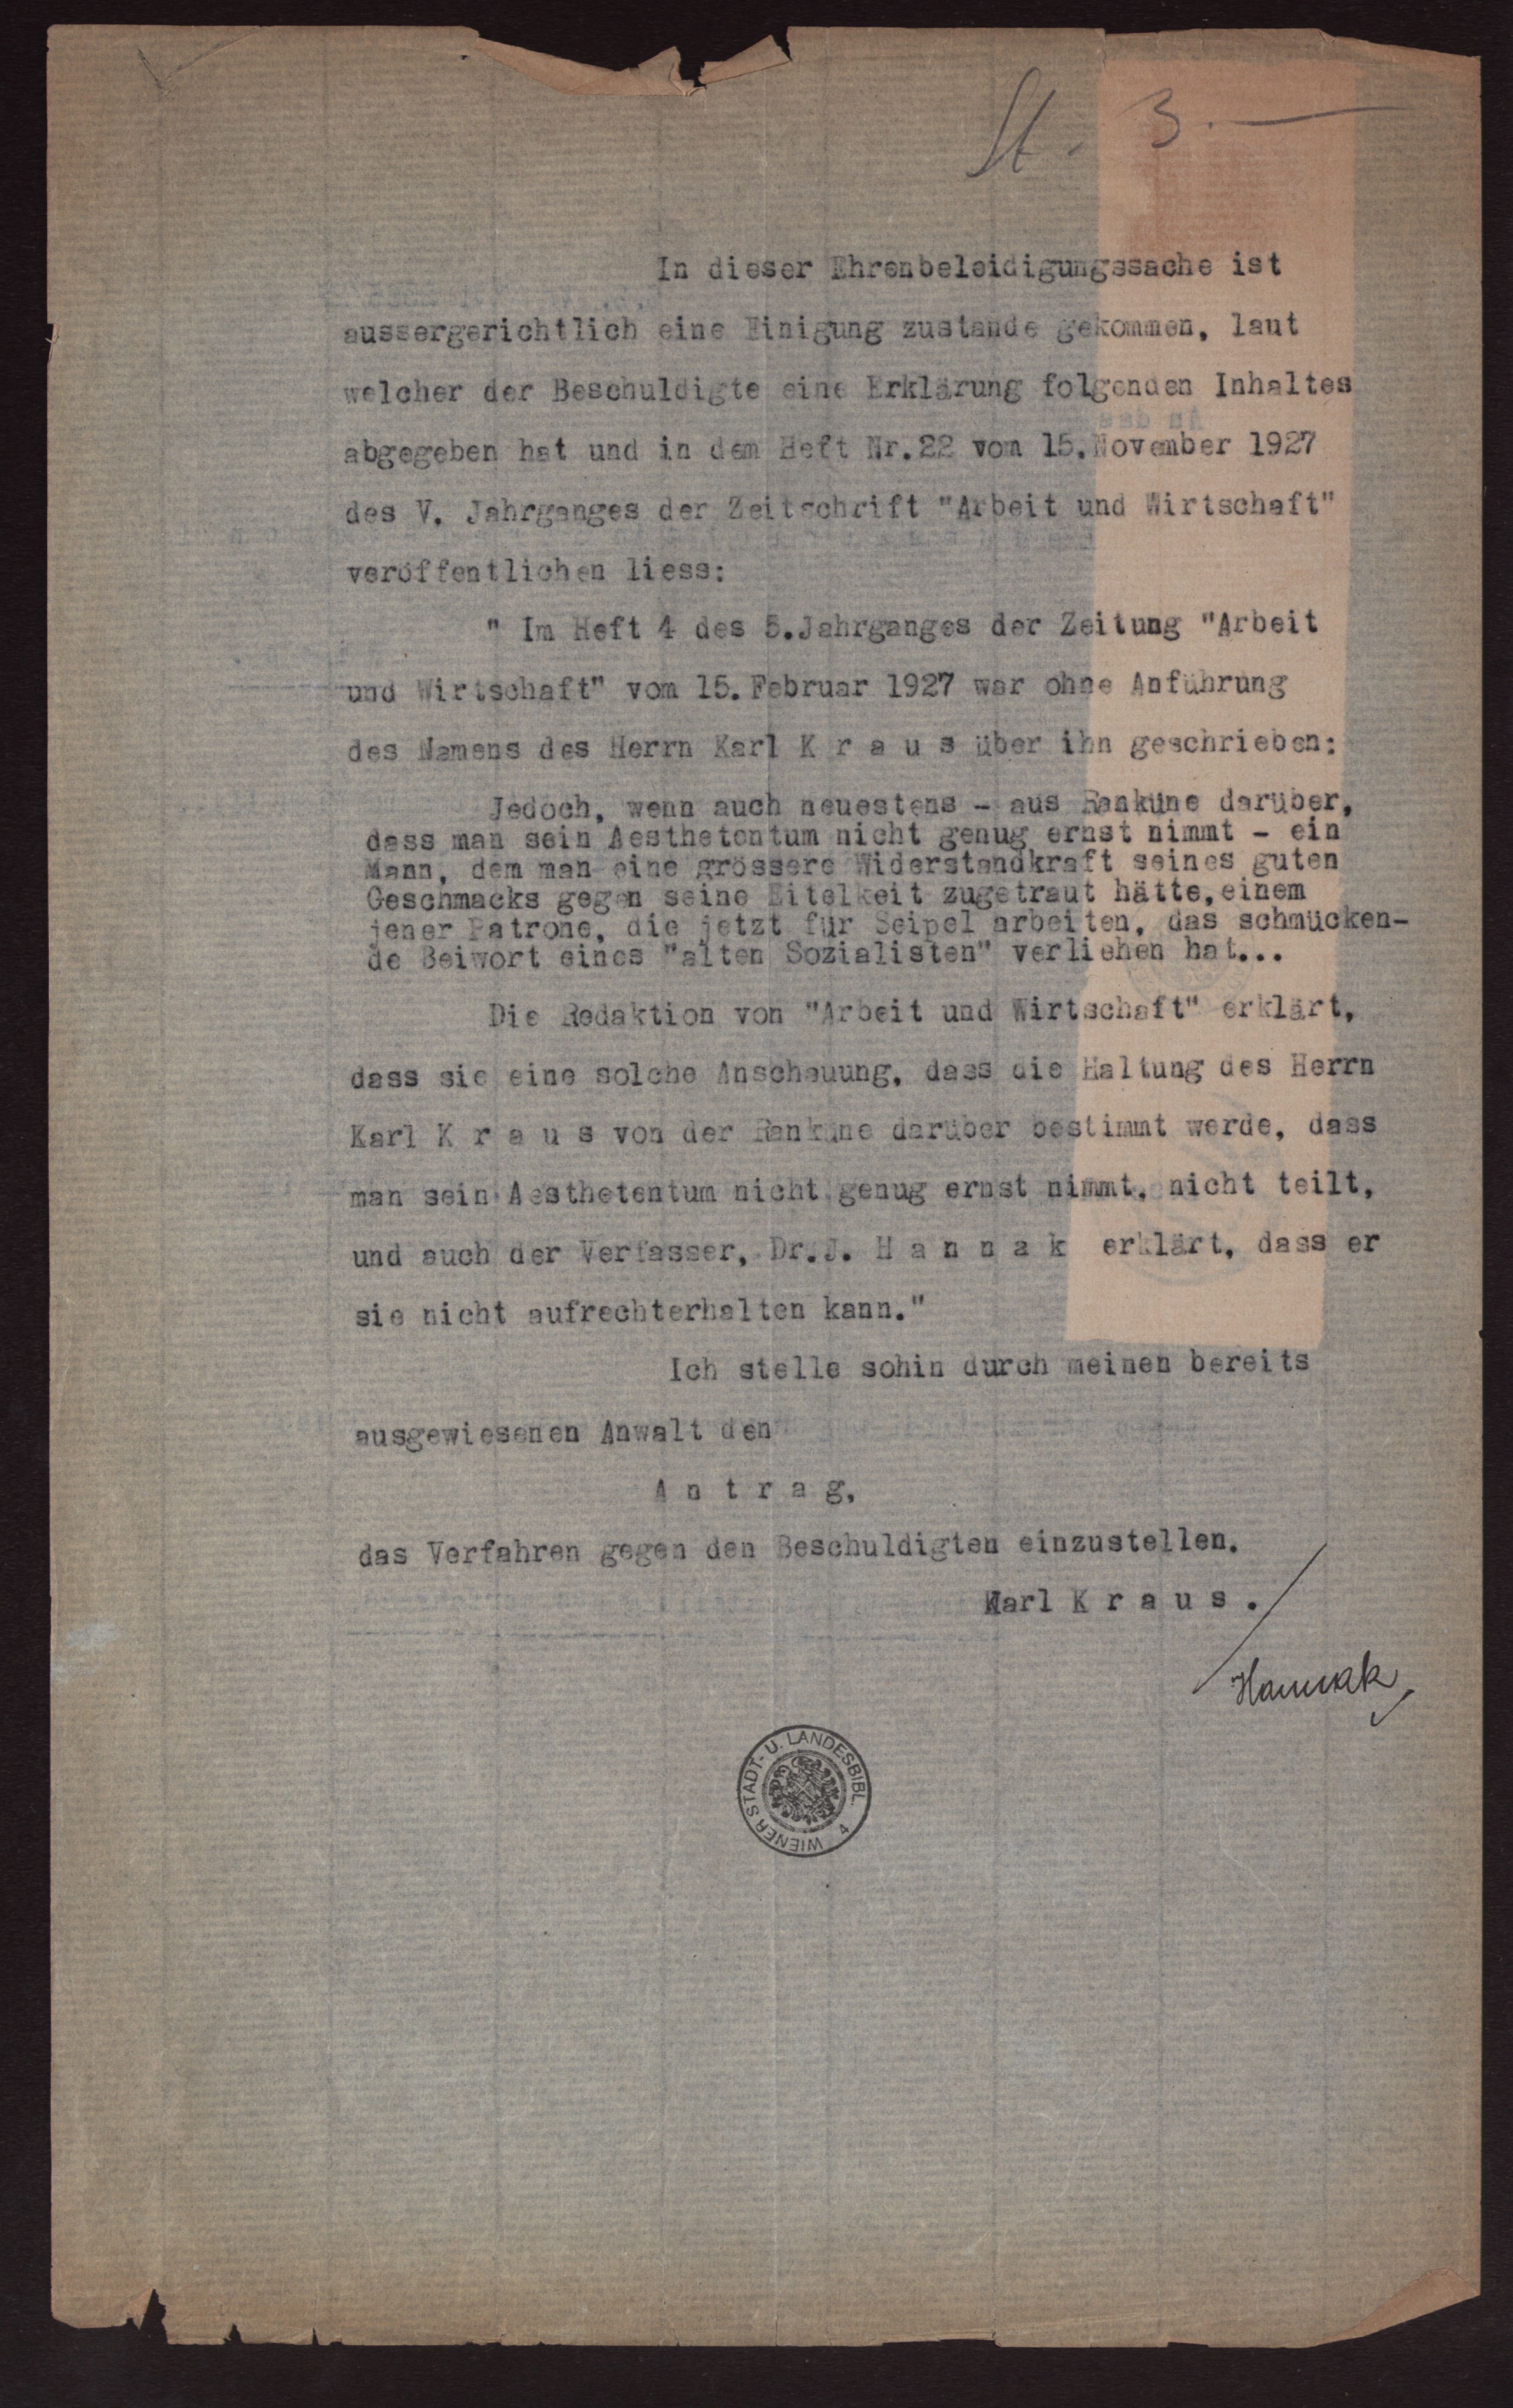 St. 3.—
In dieser Ehrenbeleidigungssache ist
aussergerichtlich eine Einigung zustande gekommen, laut
welcher der Beschuldigte eine Erklärung folgenden Inhaltes
abgegeben hat und in dem Heft Nr.22 vom 15.November 1927
des V. Jahrganges der Zeitschrift "Arbeit und Wirtschaft"
veröffentlichen liess:
" Im Heft 4 des 5.Jahrganges der Zeitung "Arbeit
und Wirtschaft" vom 15.Februar 1927 war ohne Anführung
des Namens des Herrn Karl K r a u s über ihn geschrieben:
Jedoch, wenn auch neuestens - aus Ranküne darüber,
dass man sein Aesthetentum nicht genug ernst nimmt - ein
Mann, dem man eine grössere Widerstandkraft seines guten
Geschmacks gegen seine Eitelkeit zugetraut hätte,einem
jener Patrone, die jetzt für Seipel arbeiten, das schmücken-
de Beiwort eines "alten Sozialisten" verliehen hat...
Die Redaktion von "Arbeit und Wirtschaft" erklärt,
dass sie eine solche Anschauung, dass die Haltung des Herrn
Karl K r a u s von der Ranküne darüber bestimmt werde, dass
man sein Aesthetentum nicht genug ernst nimmt, nicht teilt,
und auch der Verfasser, Dr.J. H a n n a k erklärt, dass er
sie nicht aufrechterhalten kann."
Ich stelle sohin durch meinen bereits
ausgewiesenen Anwalt den
A n t r a g,
das Verfahren gegen den Beschuldigten einzustellen.
Karl K r a u s .
Hannak
WIENER STADT- U. LANDESBIBL. 4